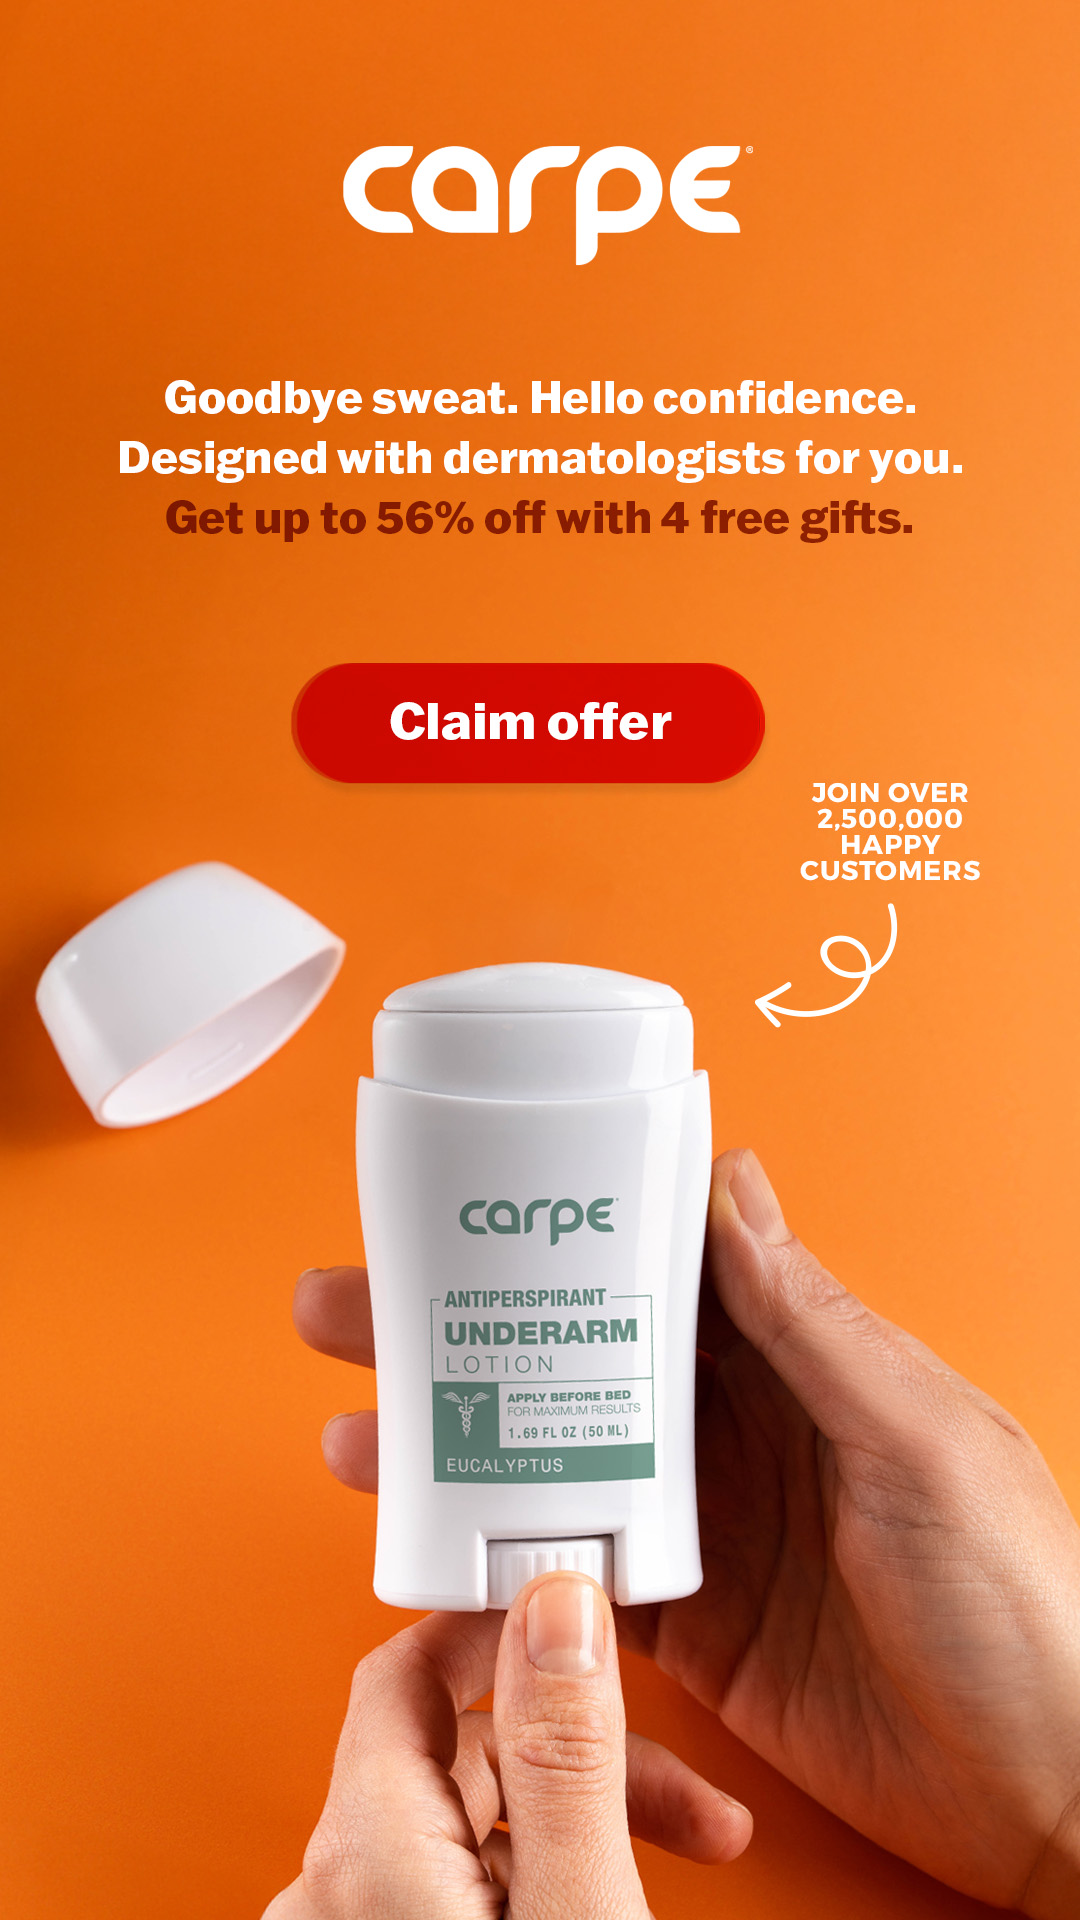 carpe®
Goodbye sweat. Hello confidence.
Designed with dermatologists for you.
Get up to 56% off with 4 free gifts.
Claim offer
JOIN OVER
2,500,000
HAPPY
CUSTOMERS
carpe
ANTIPERSPIRANT
UNDERARM
LOTION
APPLY BEFORE BED
FOR MAXIMUM RESULTS
1.69 FL OZ (50 ML)
EUCALYPTUS